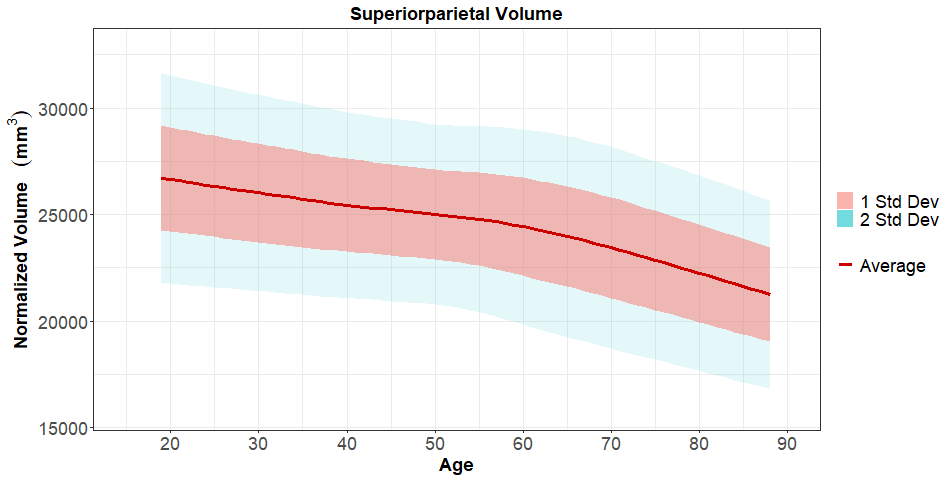 Superiorparietal Volume
Normalized Volume (mm³)
30000
25000
20000
15000
20 30 40 50 60 70 80 90
Age
1 Std Dev
2 Std Dev
Average